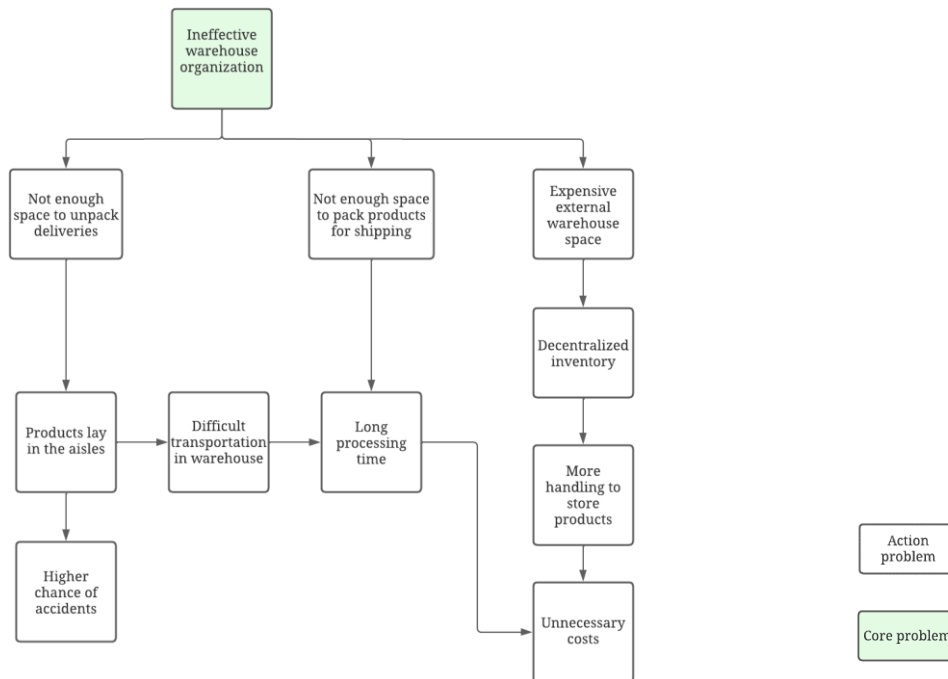 Ineffective
warehouse
organization
Not enough
space to unpack
deliveries
Not enough space
to pack products
for shipping
Expensive
external
warehouse
space
Decentralized
inventory
Products lay
in the aisles
Difficult
transportation
in warehouse
Long
processing
time
More
handling to
store
products
Higher
chance of
accidents
Unnecessary
costs
Action
problem
Core problem